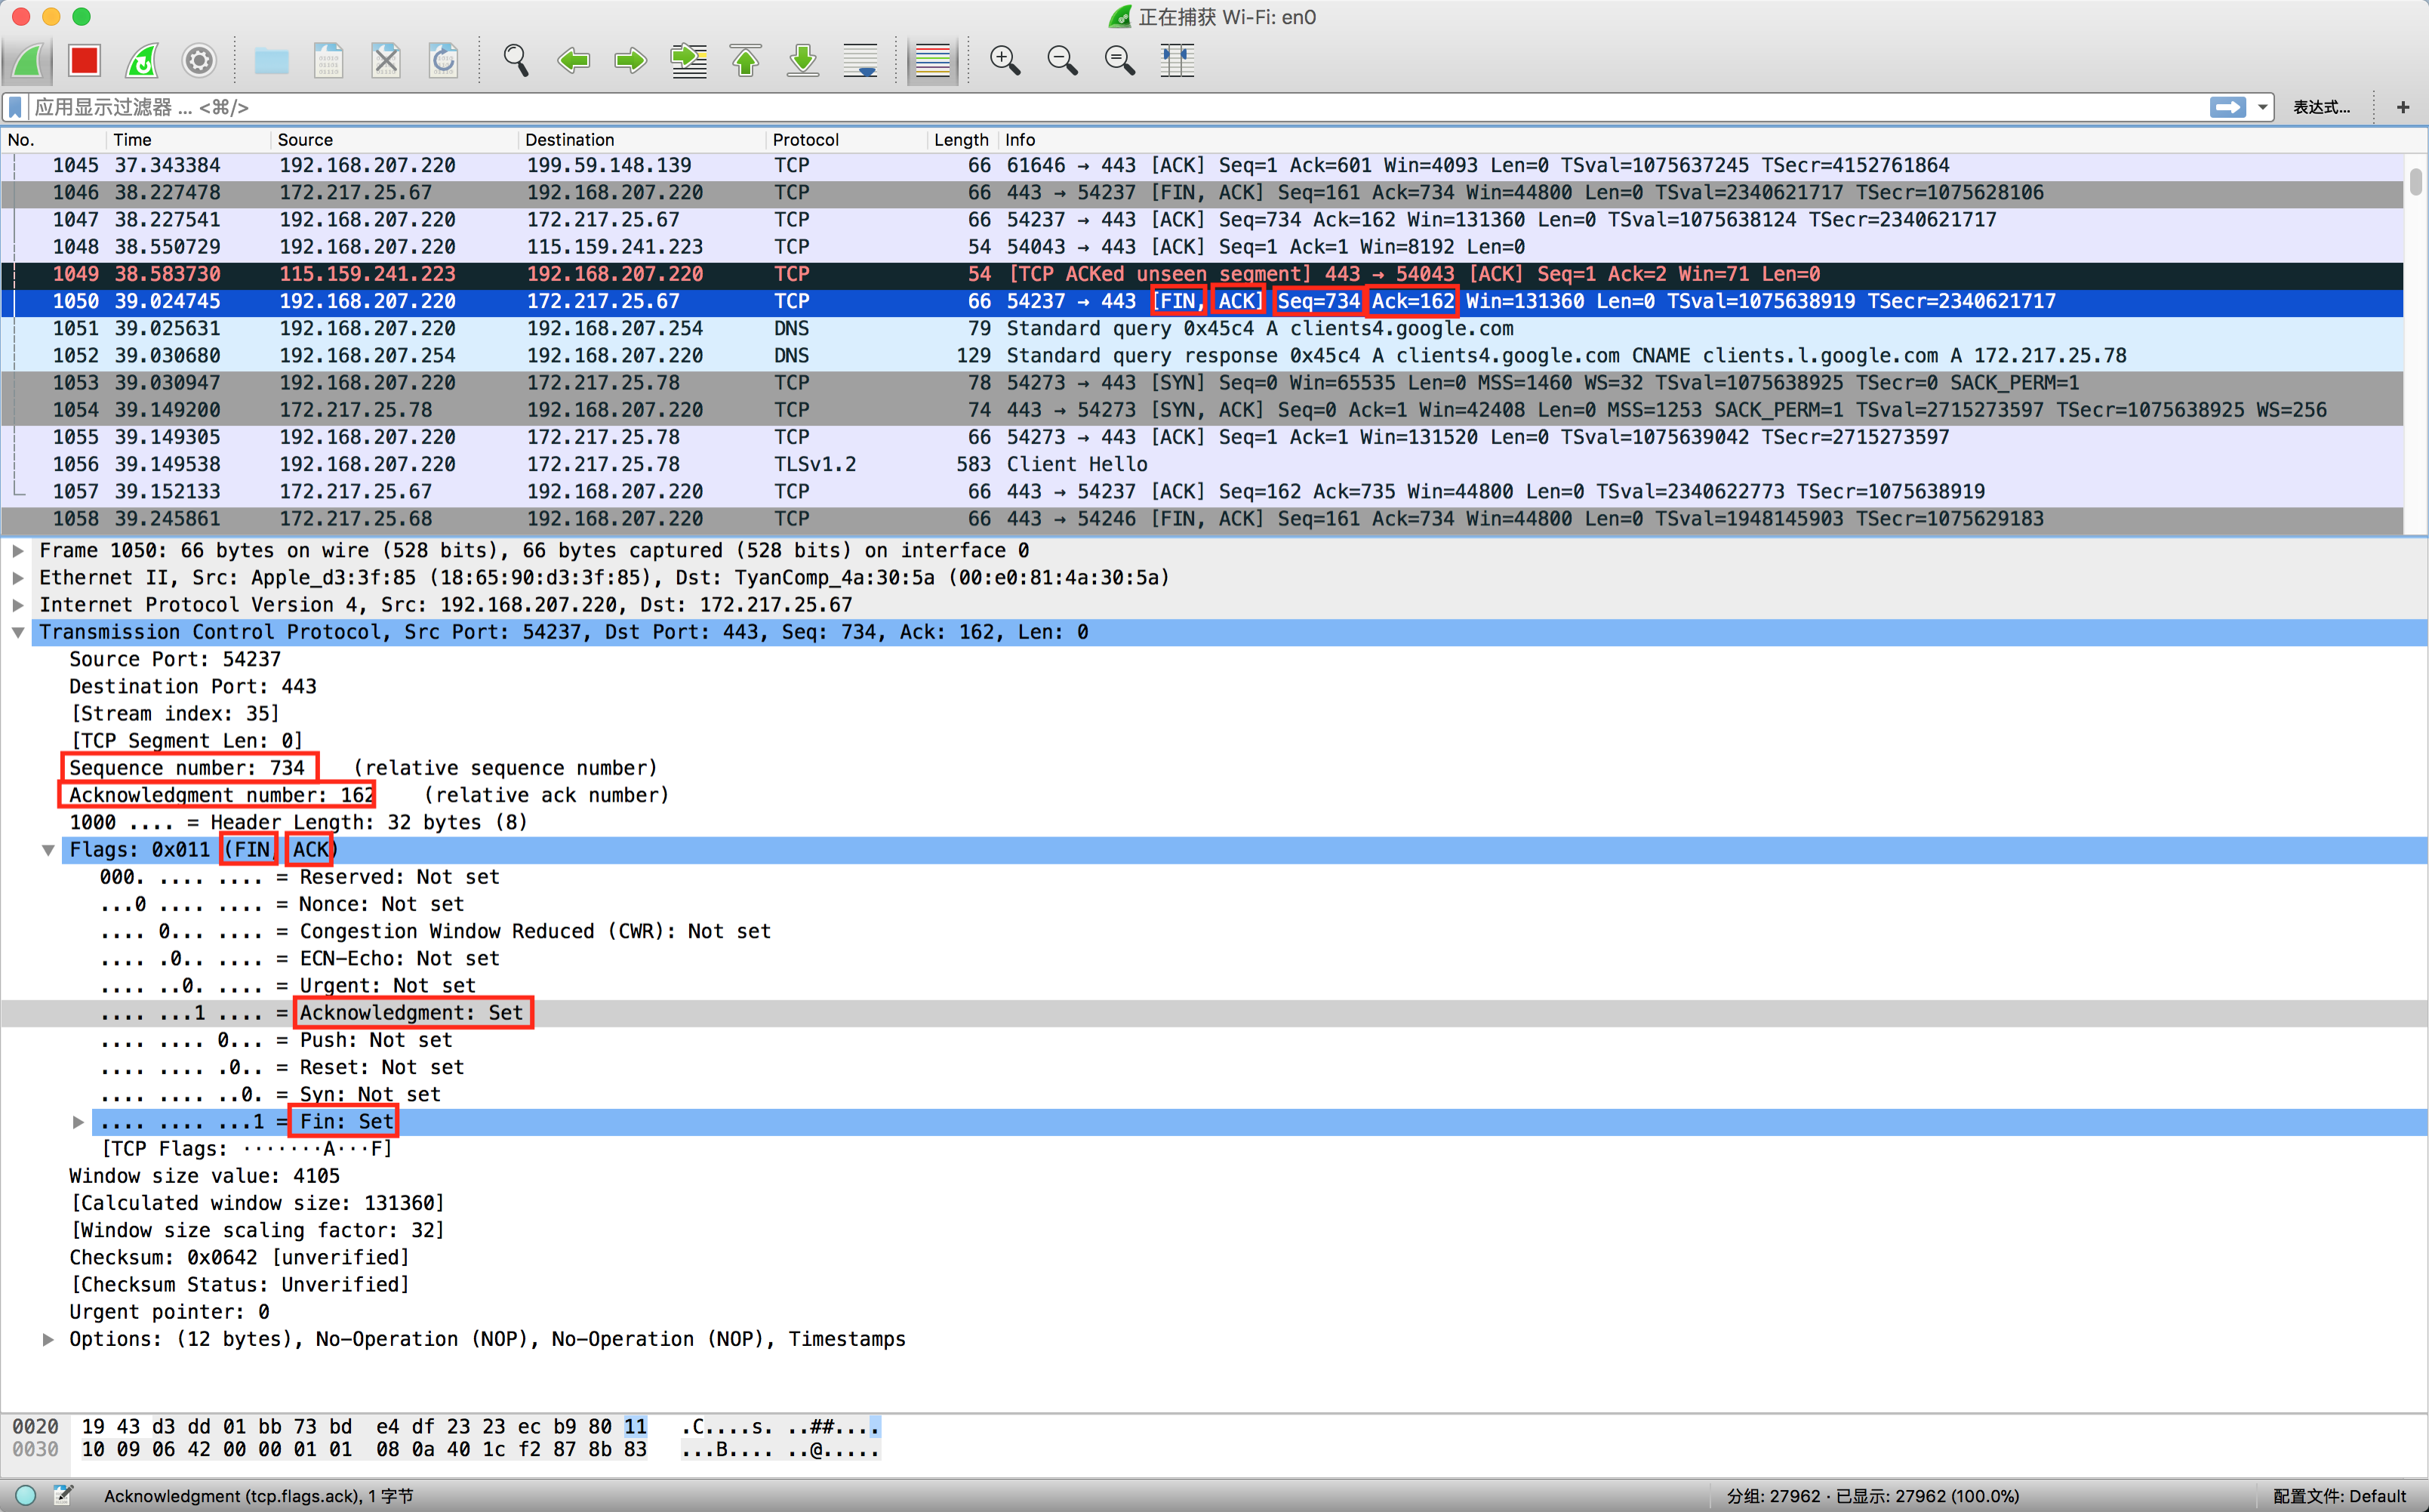 正在捕获 Wi-Fi: en0
应用显示过滤器 ... <⌘/>
表达式...
+
No. Time Source Destination Protocol Length Info
1045 37.343384 192.168.207.220 199.59.148.139 TCP 66 61646 → 443 [ACK] Seq=1 Ack=601 Win=4093 Len=0 TSval=1075637245 TSecr=4152761864
1046 38.227478 172.217.25.67 192.168.207.220 TCP 66 443 → 54237 [FIN, ACK] Seq=161 Ack=734 Win=44800 Len=0 TSval=2340621717 TSecr=1075628106
1047 38.227541 192.168.207.220 172.217.25.67 TCP 66 54237 → 443 [ACK] Seq=734 Ack=162 Win=131360 Len=0 TSval=1075638124 TSecr=2340621717
1048 38.550729 192.168.207.220 115.159.241.223 TCP 54 54043 → 443 [ACK] Seq=1 Ack=1 Win=8192 Len=0
1049 38.583730 115.159.241.223 192.168.207.220 TCP 54 [TCP ACKed unseen segment] 443 → 54043 [ACK] Seq=1 Ack=2 Win=71 Len=0
1050 39.024745 192.168.207.220 172.217.25.67 TCP 66 54237 → 443 [FIN, ACK] Seq=734 Ack=162 Win=131360 Len=0 TSval=1075638919 TSecr=2340621717
1051 39.025631 192.168.207.220 192.168.207.254 DNS 79 Standard query 0x45c4 A clients4.google.com
1052 39.030680 192.168.207.254 192.168.207.220 DNS 129 Standard query response 0x45c4 A clients4.google.com CNAME clients.l.google.com A 172.217.25.78
1053 39.030947 192.168.207.220 172.217.25.78 TCP 78 54273 → 443 [SYN] Seq=0 Win=65535 Len=0 MSS=1460 WS=32 TSval=1075638925 TSecr=0 SACK_PERM=1
1054 39.149200 172.217.25.78 192.168.207.220 TCP 74 443 → 54273 [SYN, ACK] Seq=0 Ack=1 Win=42408 Len=0 MSS=1253 SACK_PERM=1 TSval=2715273597 TSecr=1075638925 WS=256
1055 39.149305 192.168.207.220 172.217.25.78 TCP 66 54273 → 443 [ACK] Seq=1 Ack=1 Win=131520 Len=0 TSval=1075639042 TSecr=2715273597
1056 39.149538 192.168.207.220 172.217.25.78 TLSv1.2 583 Client Hello
1057 39.152133 172.217.25.67 192.168.207.220 TCP 66 443 → 54237 [ACK] Seq=162 Ack=735 Win=44800 Len=0 TSval=2340622773 TSecr=1075638919
1058 39.245861 172.217.25.68 192.168.207.220 TCP 66 443 → 54246 [FIN, ACK] Seq=161 Ack=734 Win=44800 Len=0 TSval=1948145903 TSecr=1075629183
Frame 1050: 66 bytes on wire (528 bits), 66 bytes captured (528 bits) on interface 0
Ethernet II, Src: Apple_d3:3f:85 (18:65:90:d3:3f:85), Dst: TyanComp_4a:30:5a (00:e0:81:4a:30:5a)
Internet Protocol Version 4, Src: 192.168.207.220, Dst: 172.217.25.67
Transmission Control Protocol, Src Port: 54237, Dst Port: 443, Seq: 734, Ack: 162, Len: 0
Source Port: 54237
Destination Port: 443
[Stream index: 35]
[TCP Segment Len: 0]
Sequence number: 734 (relative sequence number)
Acknowledgment number: 162 (relative ack number)
1000 .... = Header Length: 32 bytes (8)
Flags: 0x011 (FIN, ACK)
000. .... .... = Reserved: Not set
...0 .... .... = Nonce: Not set
.... 0... .... = Congestion Window Reduced (CWR): Not set
.... .0.. .... = ECN-Echo: Not set
.... ..0. .... = Urgent: Not set
.... ...1 .... = Acknowledgment: Set
.... .... 0... = Push: Not set
.... .... .0.. = Reset: Not set
.... .... ..0. = Syn: Not set
.... .... ...1 = Fin: Set
[TCP Flags: ·······A···F]
Window size value: 4105
[Calculated window size: 131360]
[Window size scaling factor: 32]
Checksum: 0x0642 [unverified]
[Checksum Status: Unverified]
Urgent pointer: 0
Options: (12 bytes), No-Operation (NOP), No-Operation (NOP), Timestamps
0020 19 43 d3 dd 01 bb 73 bd e4 df 23 23 ec b9 80 11 .C....s. ..##....
0030 10 09 06 42 00 00 01 01 08 0a 40 1c f2 87 8b 83 ...B.... ..@.....
Acknowledgment (tcp.flags.ack), 1 字节
分组: 27962 · 已显示: 27962 (100.0%)
配置文件: Default